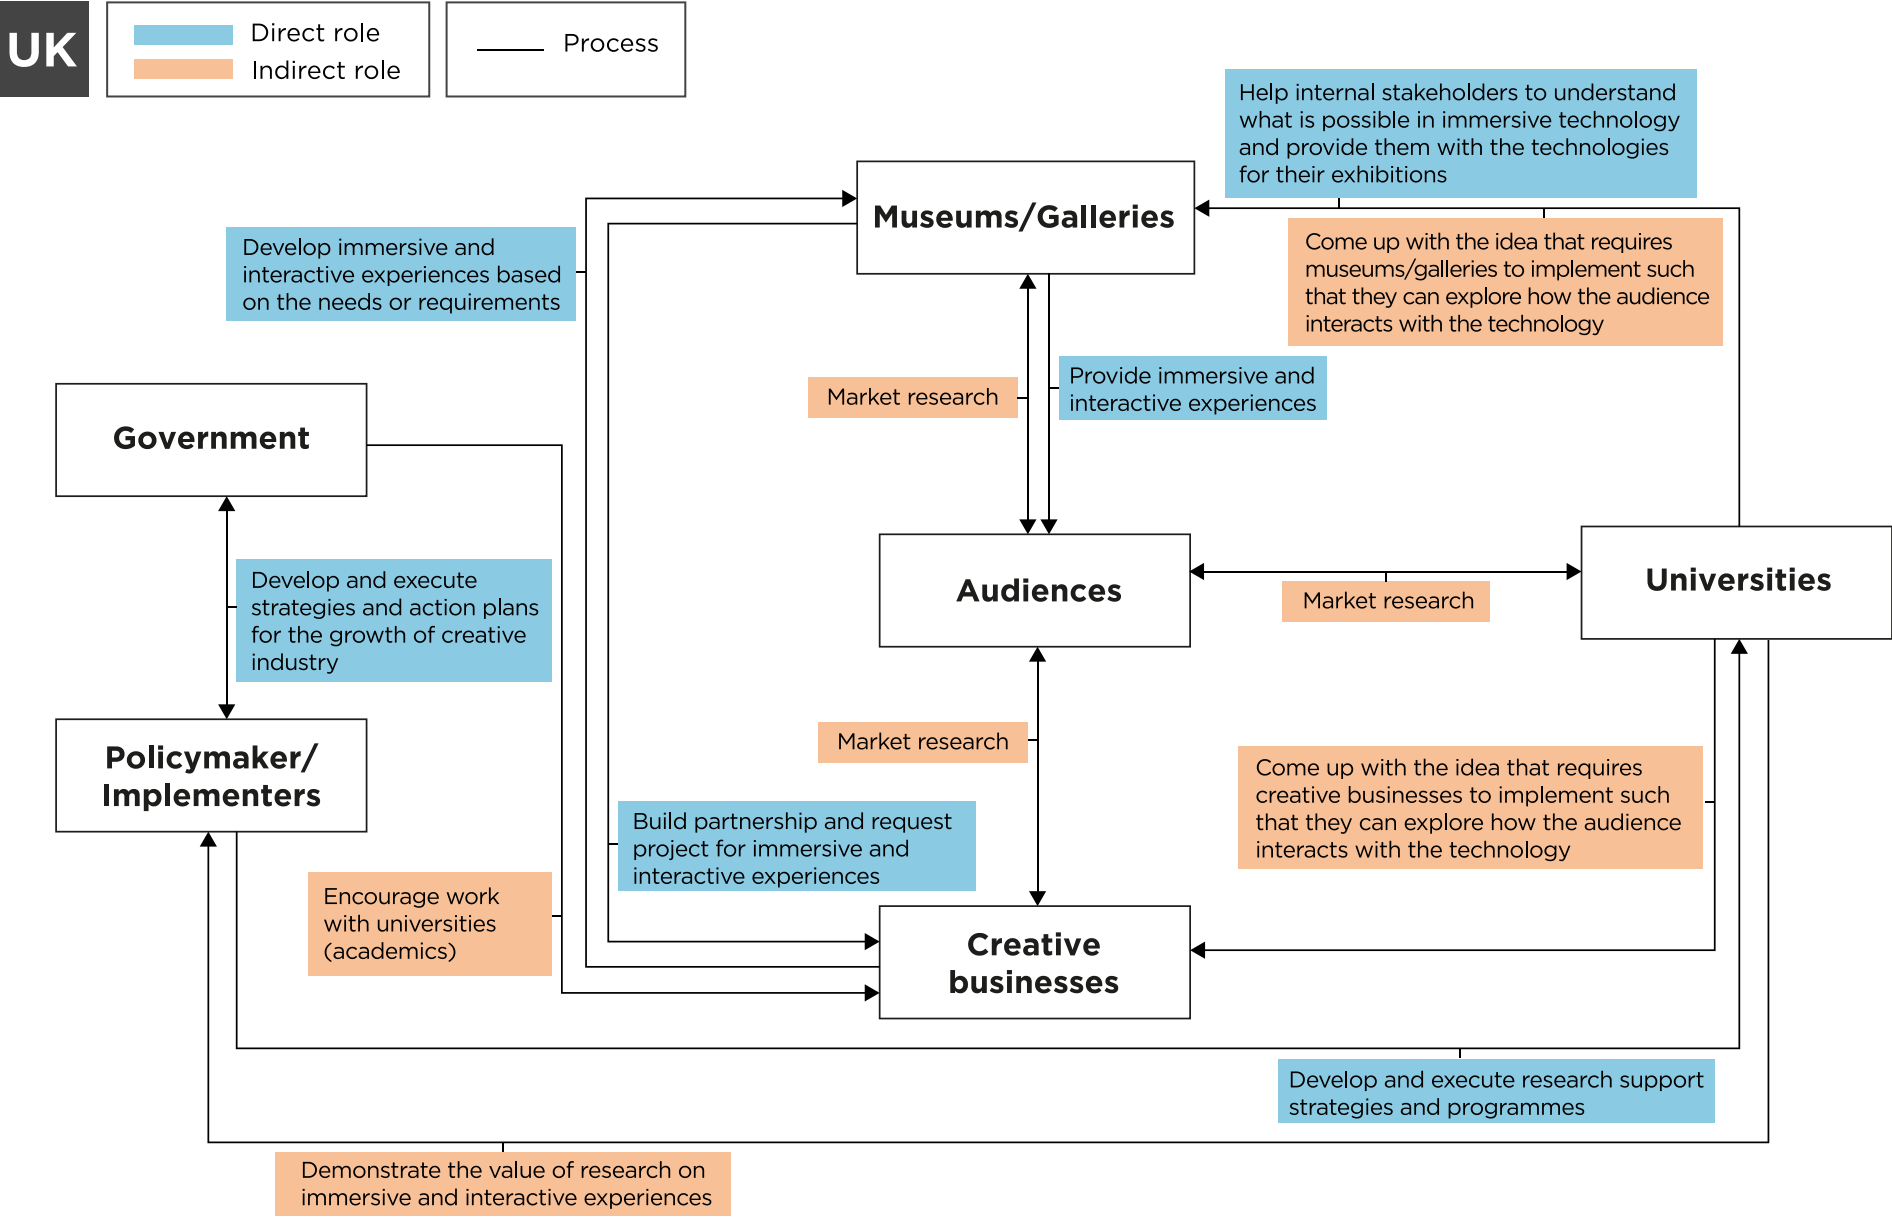 UK
Direct role
Indirect role
Process
Help internal stakeholders to understand
what is possible in immersive technology
and provide them with the technologies
for their exhibitions
Museums/Galleries
Come up with the idea that requires
museums/galleries to implement such
that they can explore how the audience
interacts with the technology
Develop immersive and
interactive experiences based
on the needs or requirements
Market research
Provide immersive and
interactive experiences
Government
Audiences
Market research
Universities
Develop and execute
strategies and action plans
for the growth of creative
industry
Policymaker/
Implementers
Market research
Come up with the idea that requires
creative businesses to implement such
that they can explore how the audience
interacts with the technology
Build partnership and request
project for immersive and
interactive experiences
Encourage work
with universities
(academics)
Creative
businesses
Develop and execute research support
strategies and programmes
Demonstrate the value of research on
immersive and interactive experiences